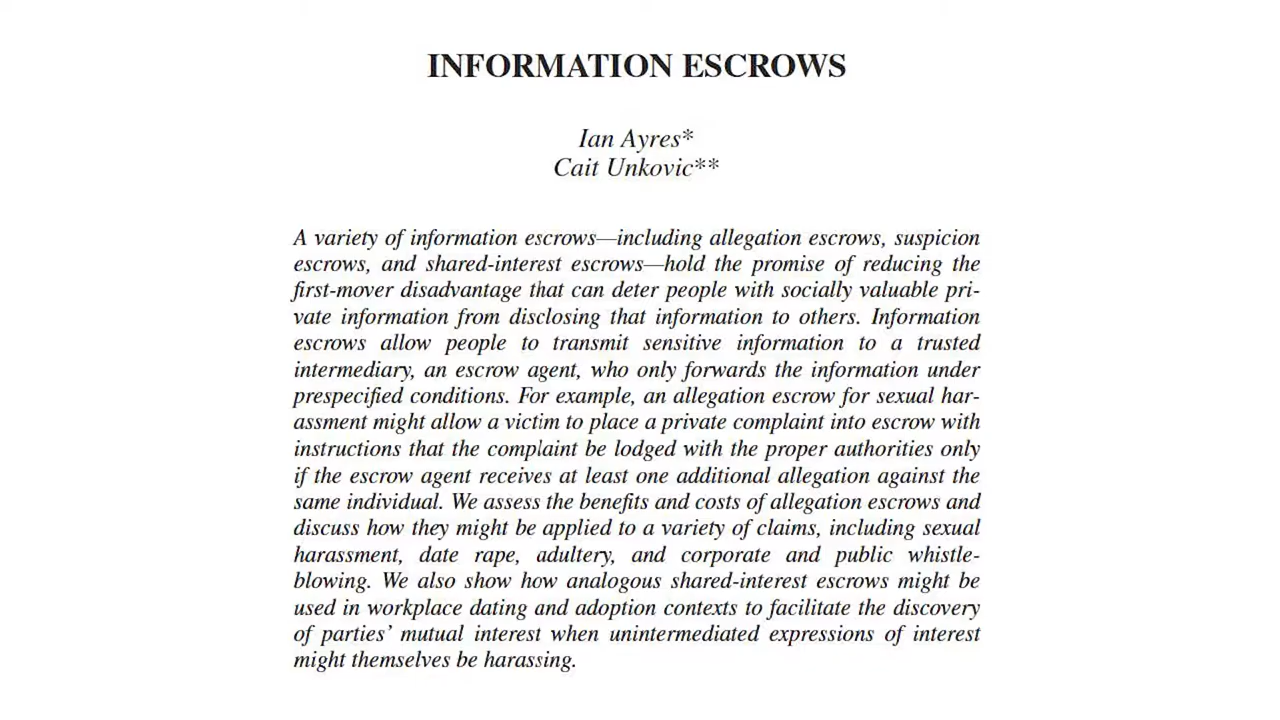 INFORMATION ESCROWS
Ian Ayres*
Cait Unkovic**
A variety of information escrows—including allegation escrows, suspicion
escrows, and shared-interest escrows—hold the promise of reducing the
first-mover disadvantage that can deter people with socially valuable pri-
vate information from disclosing that information to others. Information
escrows allow people to transmit sensitive information to a trusted
intermediary, an escrow agent, who only forwards the information under
prespecified conditions. For example, an allegation escrow for sexual har-
assment might allow a victim to place a private complaint into escrow with
instructions that the complaint be lodged with the proper authorities only
if the escrow agent receives at least one additional allegation against the
same individual. We assess the benefits and costs of allegation escrows and
discuss how they might be applied to a variety of claims, including sexual
harassment, date rape, adultery, and corporate and public whistle-
blowing. We also show how analogous shared-interest escrows might be
used in workplace dating and adoption contexts to facilitate the discovery
of parties’ mutual interest when unintermediated expressions of interest
might themselves be harassing.